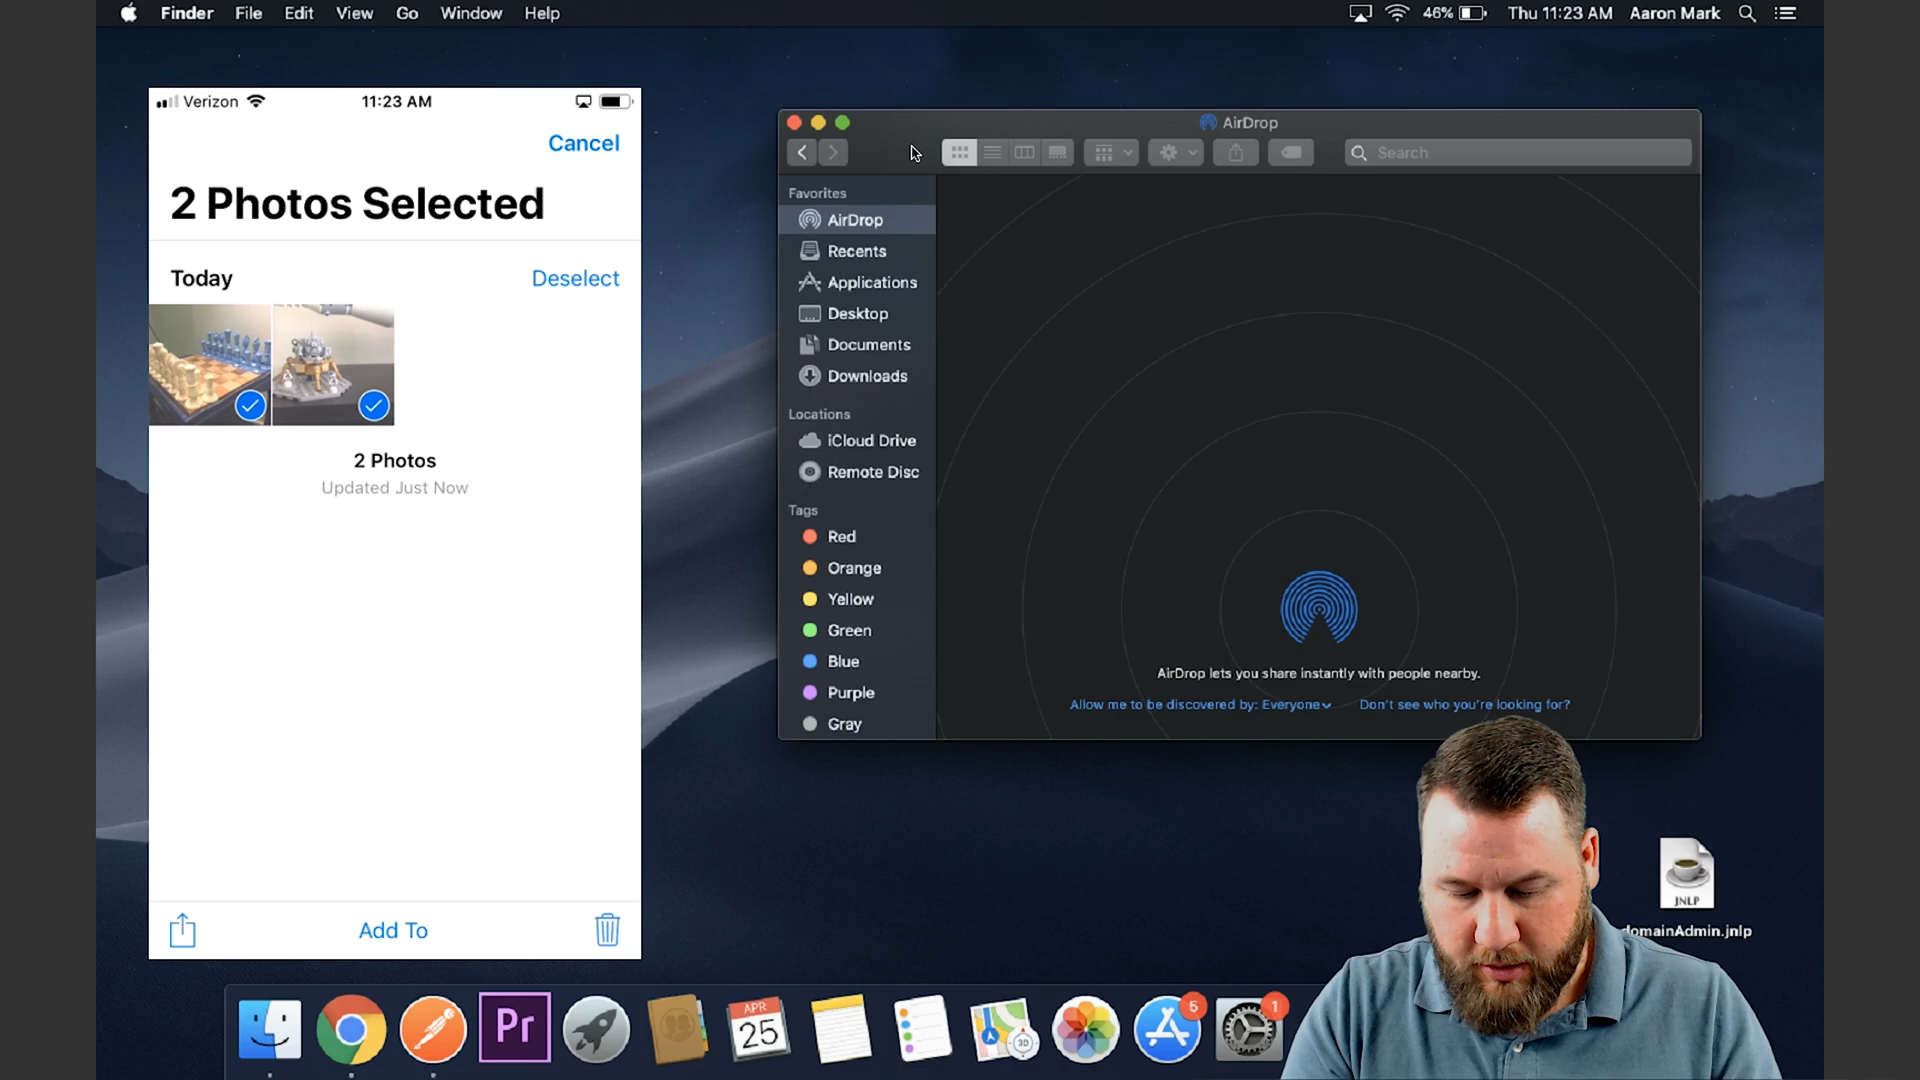 Finder File Edit View Go Window Help
46% Thu 11:23 AM Aaron Mark
Verizon 11:23 AM
Cancel
2 Photos Selected
Today Deselect
2 Photos
Updated Just Now
Add To
AirDrop
Search
Favorites
AirDrop
Recents
Applications
Desktop
Documents
Downloads
Locations
iCloud Drive
Remote Disc
Tags
Red
Orange
Yellow
Green
Blue
Purple
Gray
AirDrop lets you share instantly with people nearby.
Allow me to be discovered by: Everyone Don't see who you're looking for?
JNLP
domainAdmin.jnlp
Pr
APR
25
3D
5
1